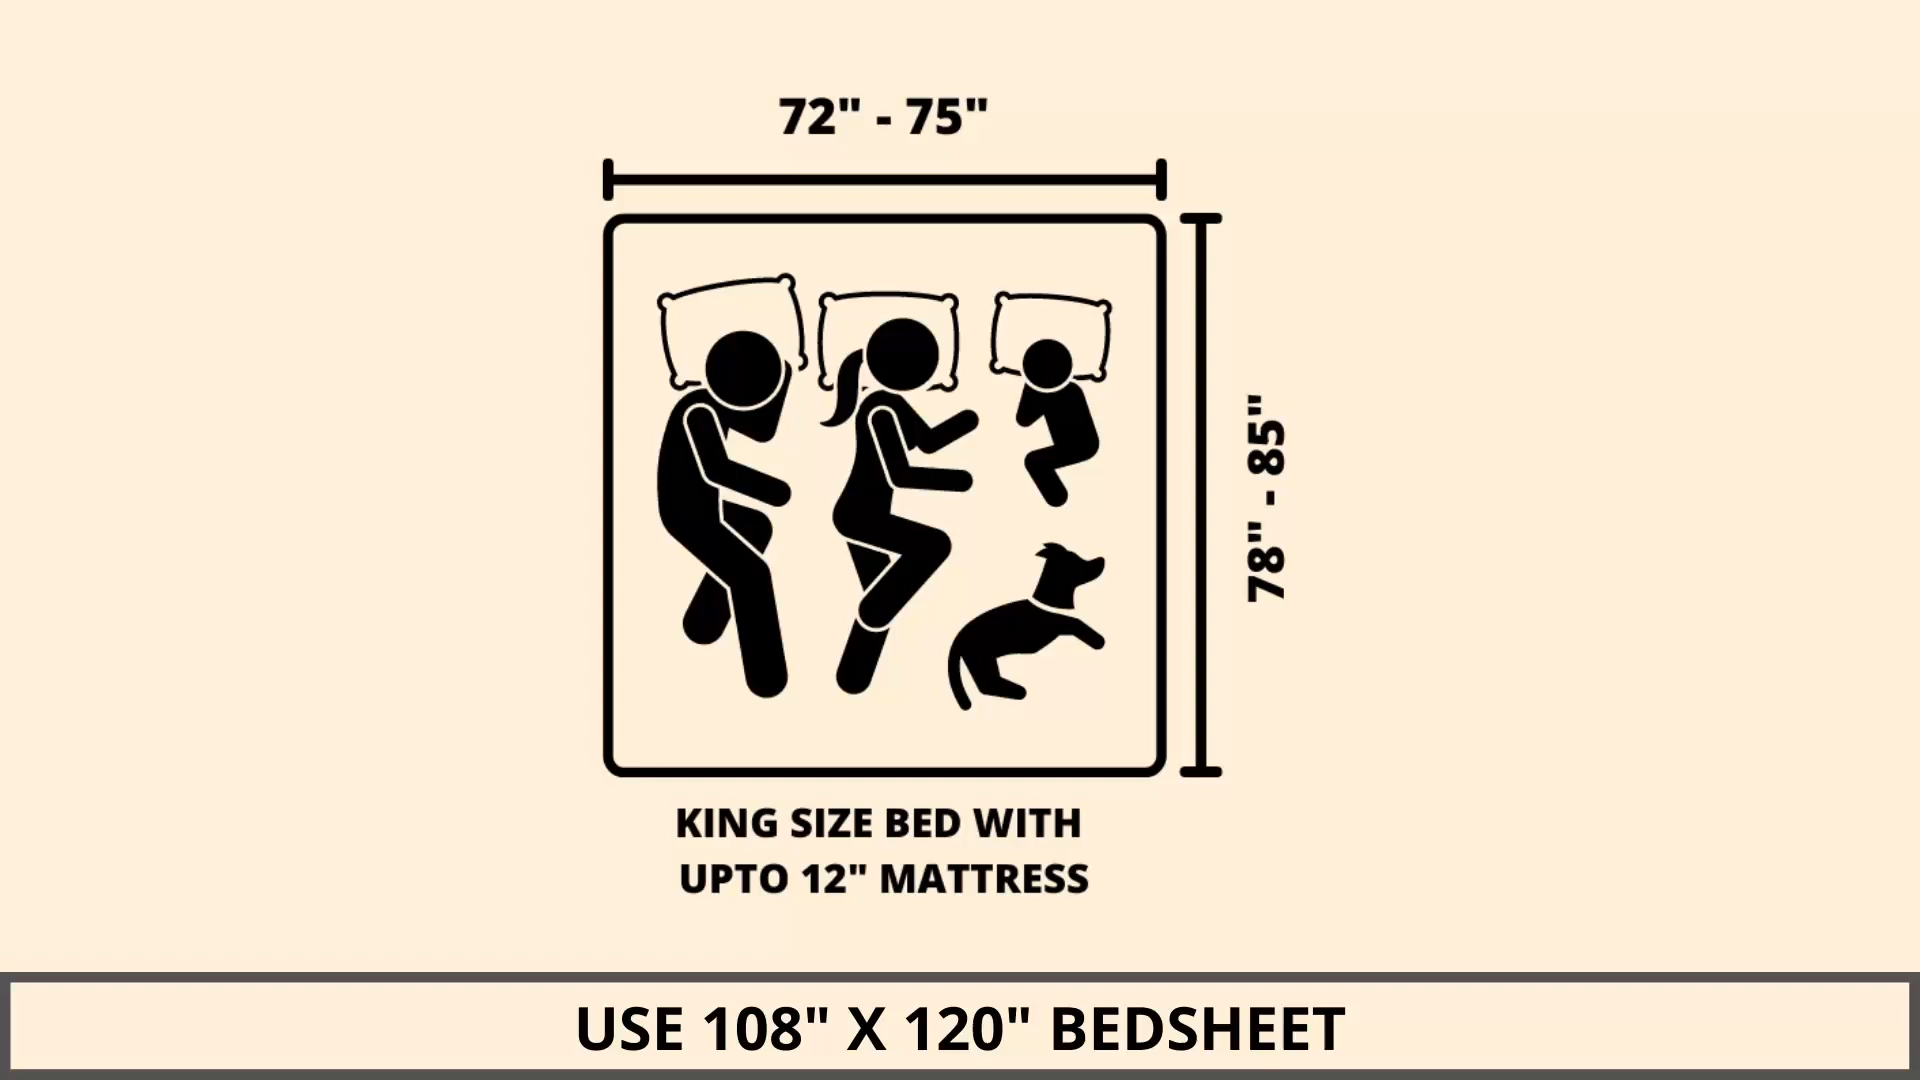 72" - 75"
78" - 85"
KING SIZE BED WITH
UPTO 12" MATTRESS
USE 108" X 120" BEDSHEET